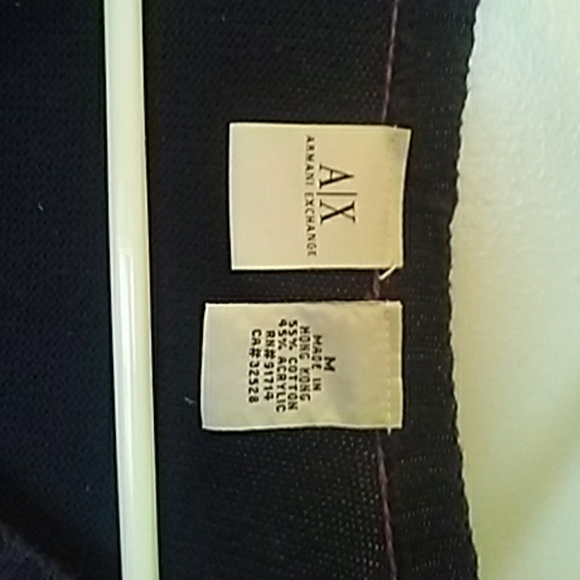 A|X
ARMANI EXCHANGE
M
MADE IN
HONG KONG
55% COTTON
45% ACRYLIC
RN#91714
CA#32528